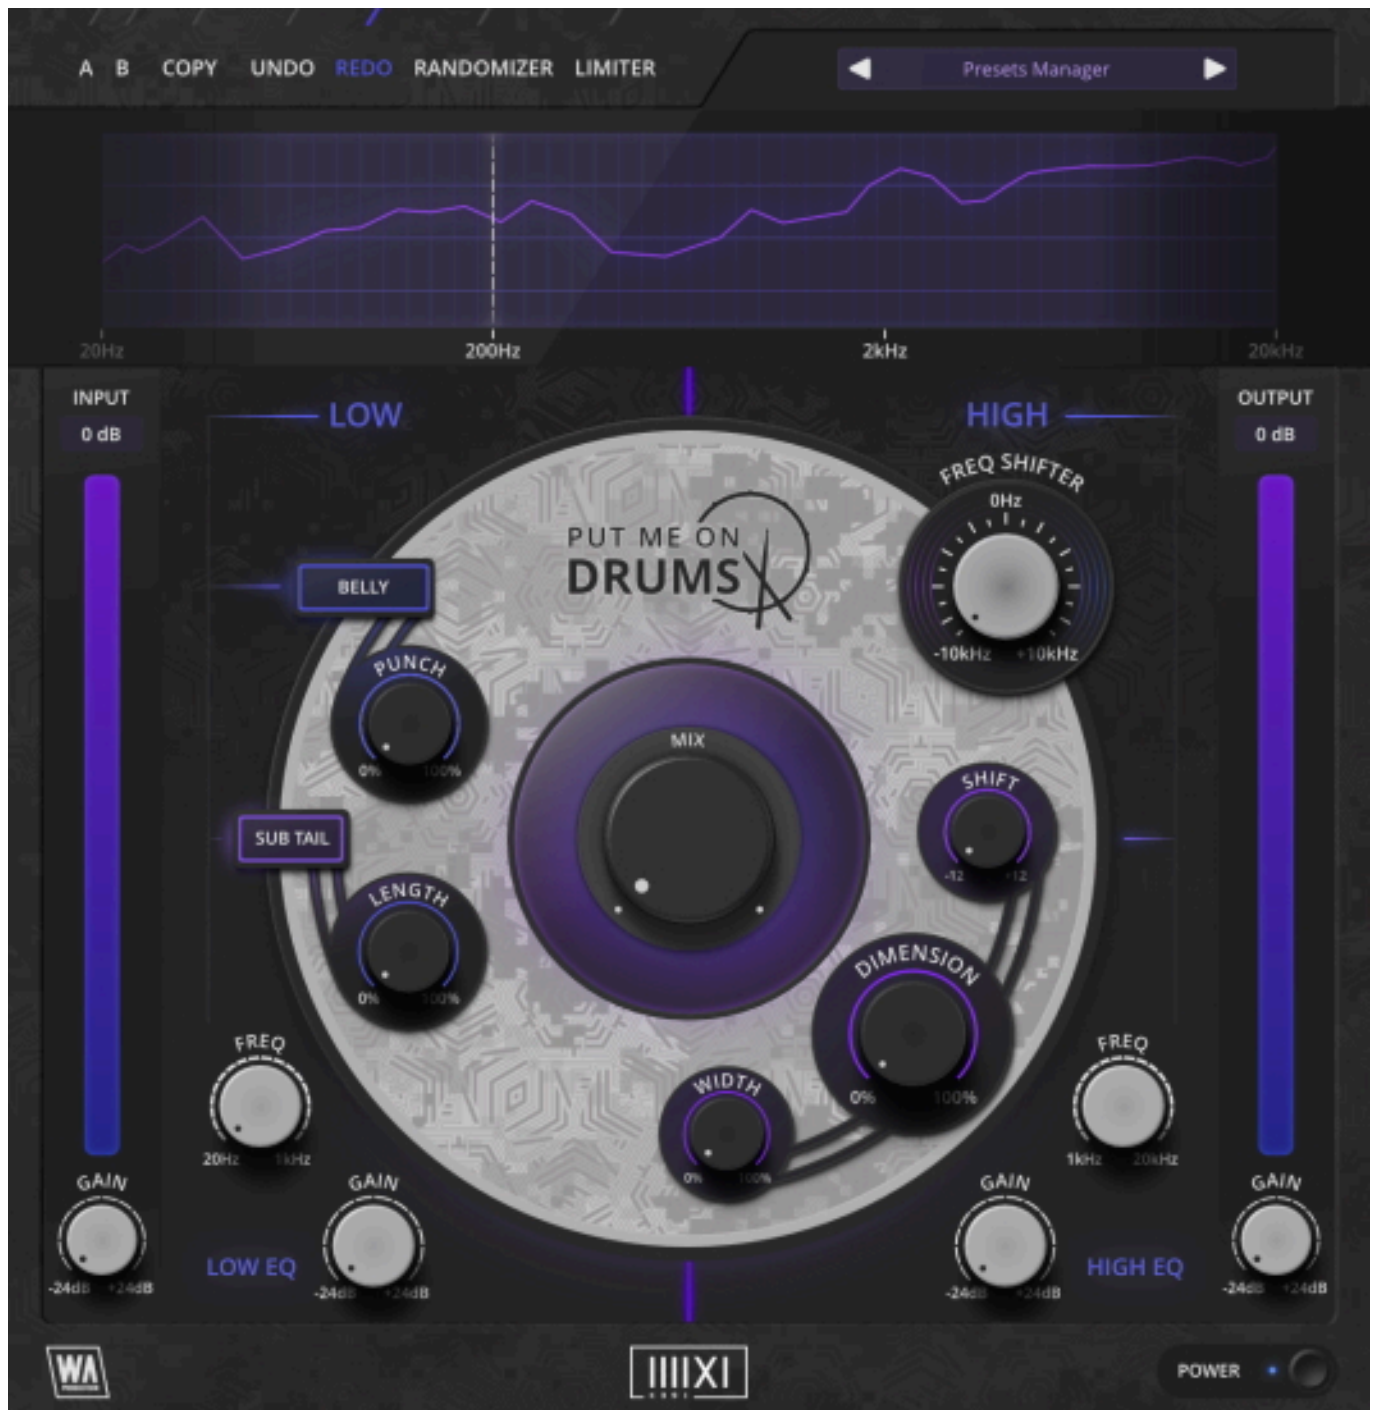 A B COPY UNDO REDO RANDOMIZER LIMITER
Presets Manager
20Hz 200Hz 2kHz 20kHz
INPUT
0 dB
LOW
HIGH
OUTPUT
0 dB
FREQ SHIFTER
0Hz
-10kHz +10kHz
PUT ME ON
DRUMS
BELLY
PUNCH
0% 100%
MIX
SHIFT
-12 +12
SUB TAIL
LENGTH
0% 100%
DIMENSION
0% 100%
WIDTH
0% 100%
FREQ
20Hz 1kHz
FREQ
1kHz 20kHz
GAIN
-24dB +24dB
GAIN
-24dB +24dB
LOW EQ
GAIN
-24dB +24dB
HIGH EQ
GAIN
-24dB +24dB
WA
PRODUCTION
IIIIXI
POWER